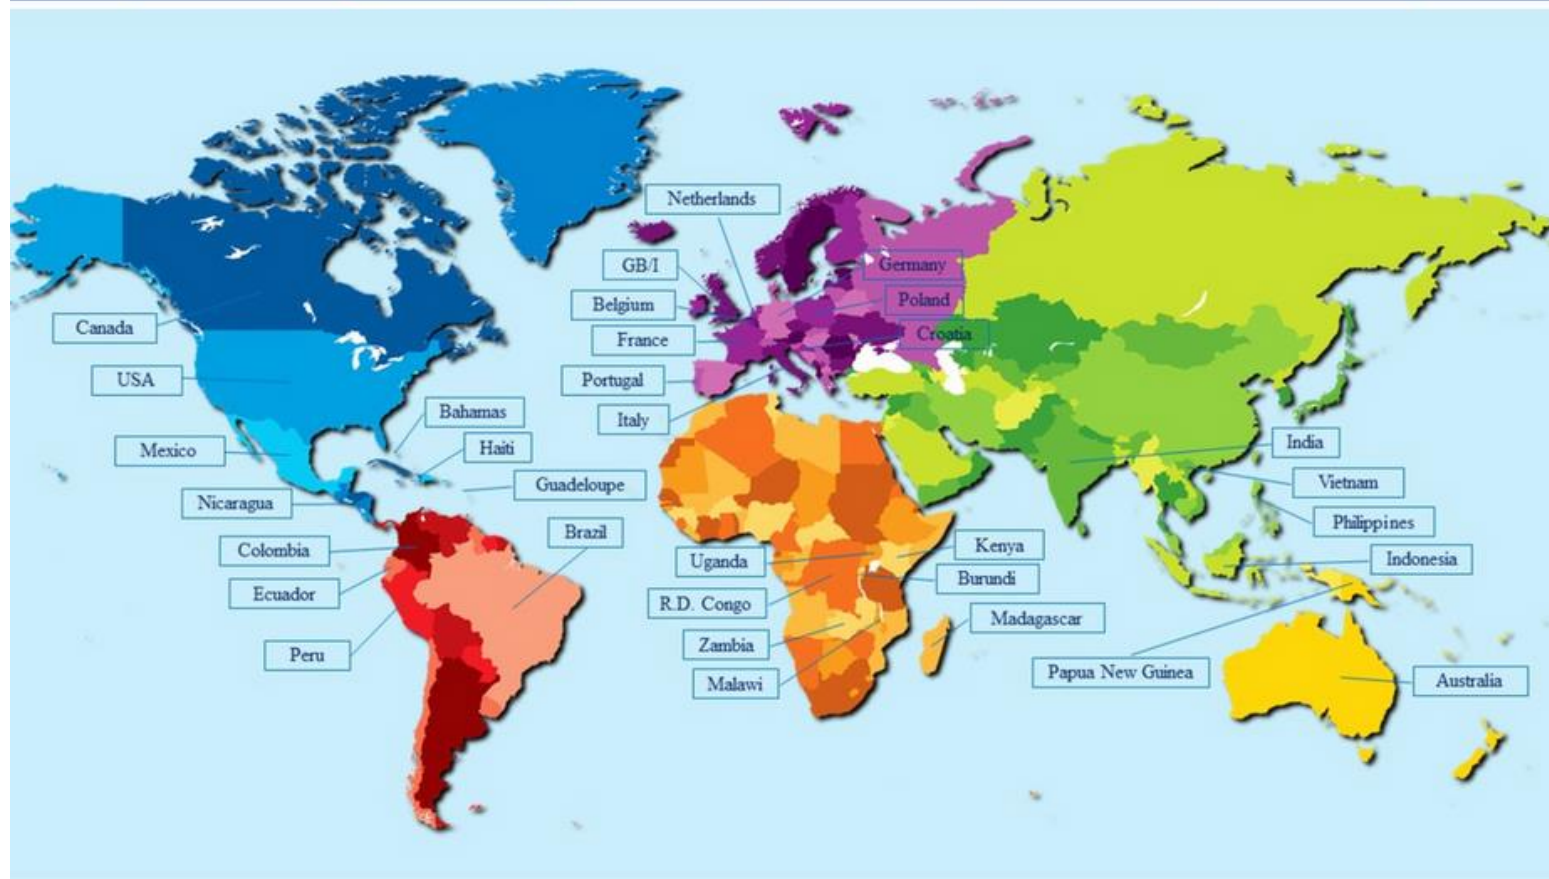 Netherlands
GB/I
Germany
Belgium
Poland
Canada
France
Croatia
USA
Portugal
Bahamas
Italy
Mexico
Haiti
India
Guadeloupe
Vietnam
Nicaragua
Philippines
Colombia
Brazil
Kenya
Uganda
Indonesia
Ecuador
Burundi
R.D. Congo
Madagascar
Peru
Zambia
Papua New Guinea
Malawi
Australia